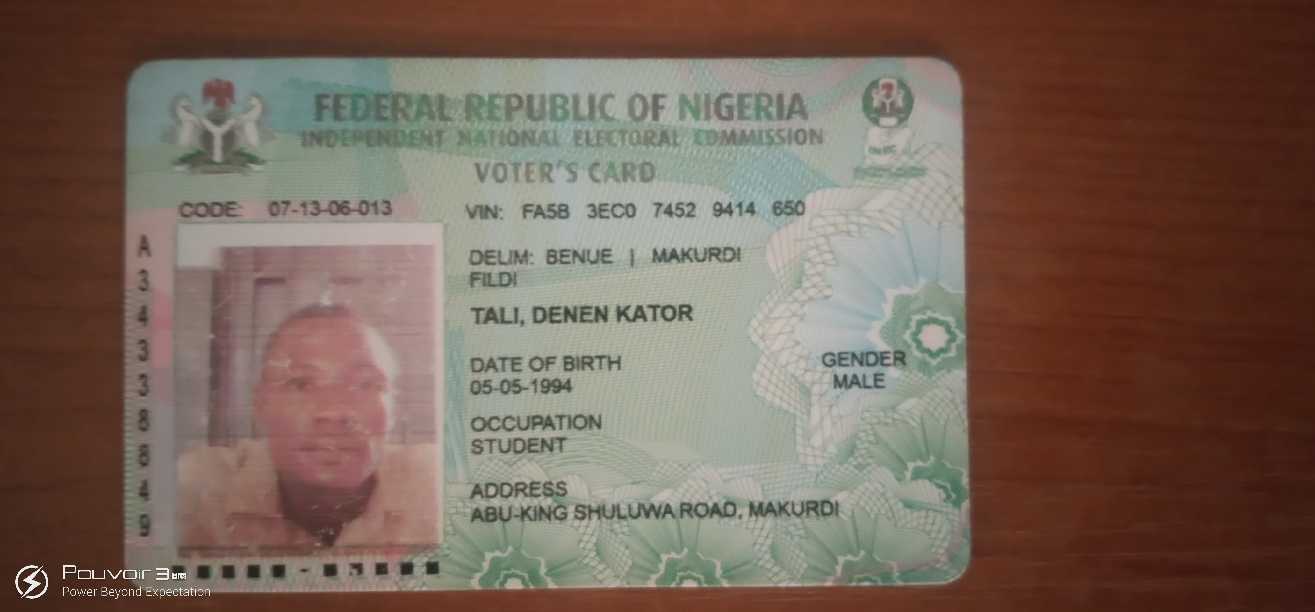 FEDERAL REPUBLIC OF NIGERIA
INDEPENDENT NATIONAL ELECTORAL COMMISSION
VOTER'S CARD
CODE: 07-13-06-013
VIN: FA5B 3EC0 7452 9414 650
DELIM: BENUE | MAKURDI
FILDI
TALI, DENEN KATOR
DATE OF BIRTH
05-05-1994
GENDER
MALE
OCCUPATION
STUDENT
ADDRESS
ABU-KING SHULUWA ROAD, MAKURDI
A
3
4
3
3
8
8
4
9
Pouvoir 3
Power Beyond Expectation